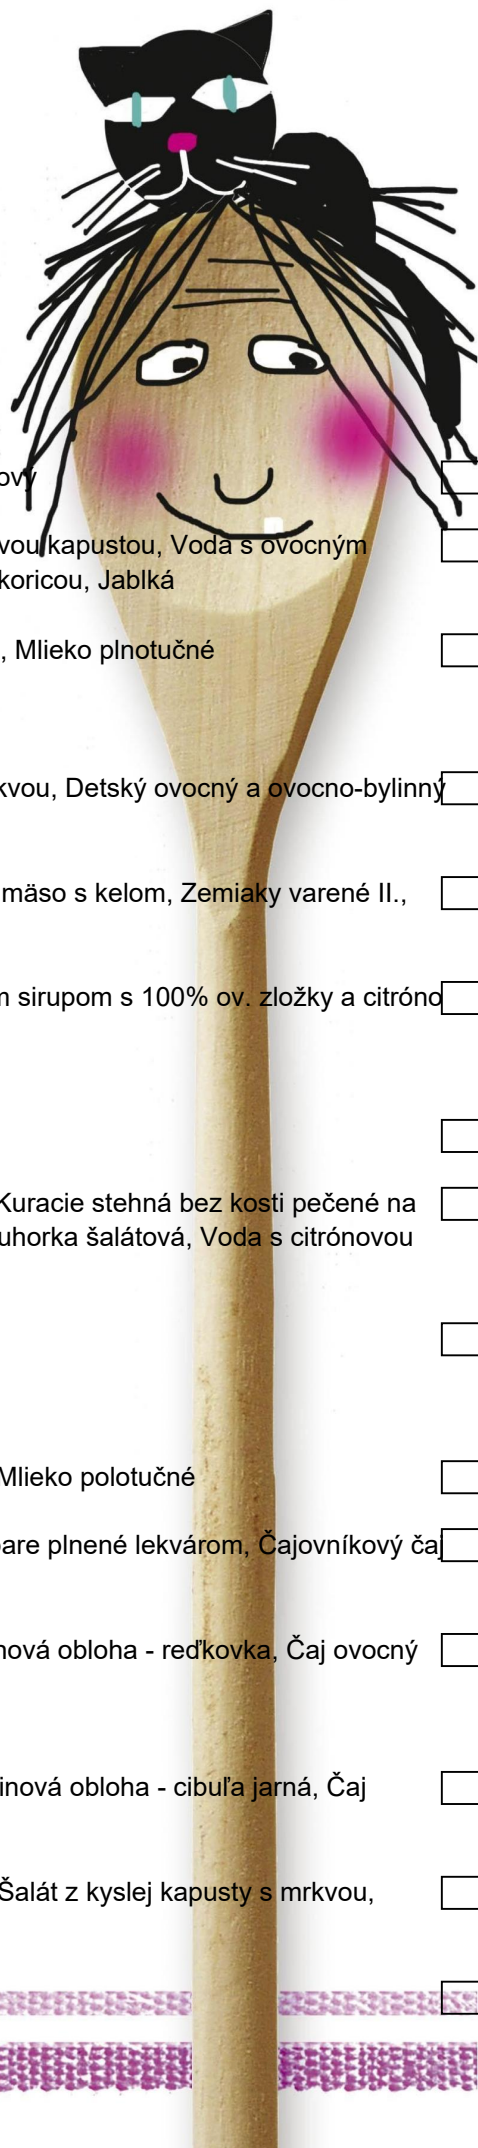 ový
vou kapustou, Voda s ovocným
koricou, Jablká
, Mlieko plnotučné
kvou, Detský ovocný a ovocno-bylinný
mäso s kelom, Zemiaky varené II.,
m sirupom s 100% ov. zložky a citróno
Kuracie stehná bez kosti pečené na
uhorka šalátová, Voda s citrónovou
Mlieko polotučné
pare plnené lekvárom, Čajovníkový čaj
nová obloha - reďkovka, Čaj ovocný
inová obloha - cibuľa jarná, Čaj
Šalát z kyslej kapusty s mrkvou,